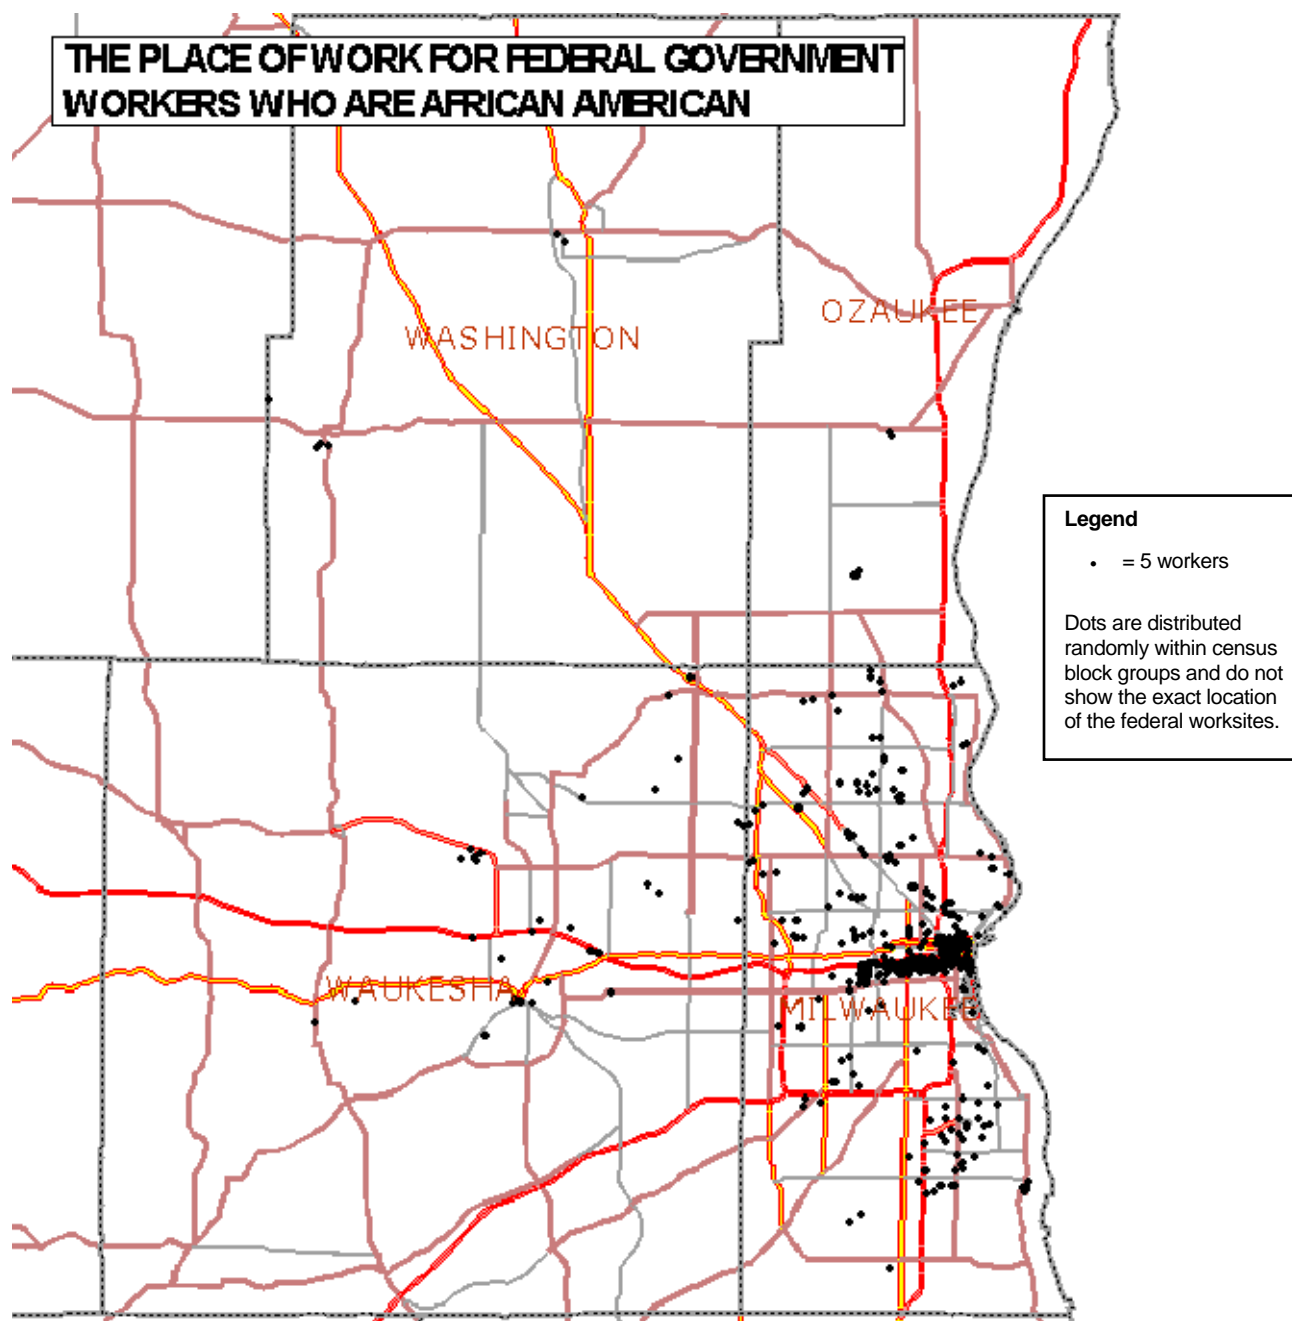 THE PLACE OF WORK FOR FEDERAL GOVERNMENT
WORKERS WHO ARE AFRICAN AMERICAN
OZAUKEE
WASHINGTON
Legend
• = 5 workers
Dots are distributed
randomly within census
block groups and do not
show the exact location
of the federal worksites.
WAUKESHA
MILWAUKEE